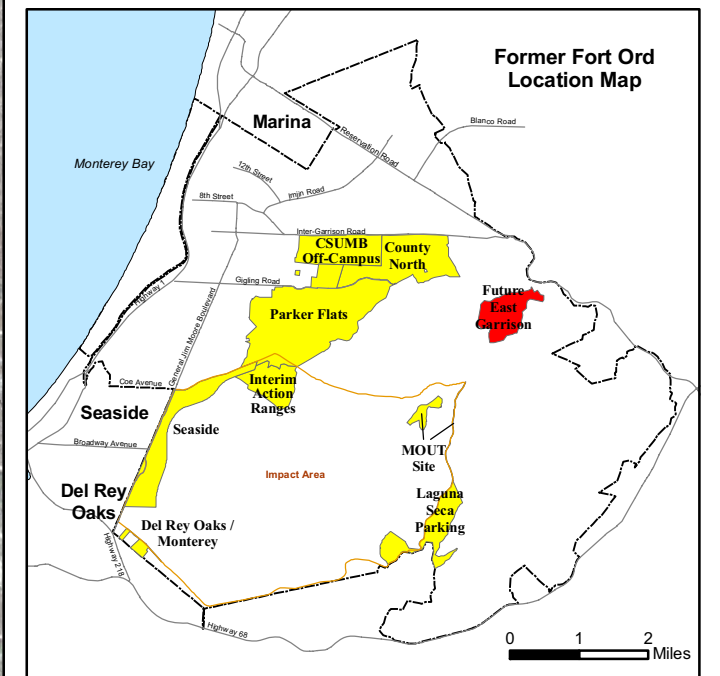 Former Fort Ord
Location Map
Marina
Blanco Road
Reservation Road
Monterey Bay
12th Street
8th Street
Imjin Road
Inter-Garrison Road
CSUMB
Off-Campus
County
North
Gigling Road
Highway 1
General Jim Moore Boulevard
Parker Flats
Future
East
Garrison
Coe Avenue
Interim
Action
Ranges
Seaside
Seaside
Broadway Avenue
MOUT
Site
Impact Area
Del Rey
Oaks
Laguna
Seca
Parking
Del Rey Oaks /
Monterey
Highway 218
Highway 68
0 1 2
Miles